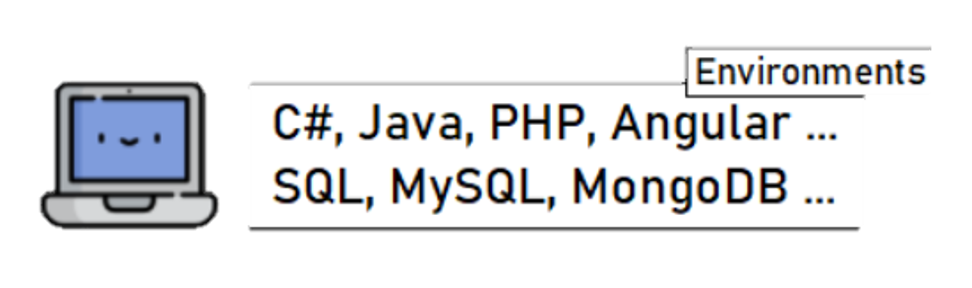 Environments
C#, Java, PHP, Angular ...
SQL, MySQL, MongoDB ...